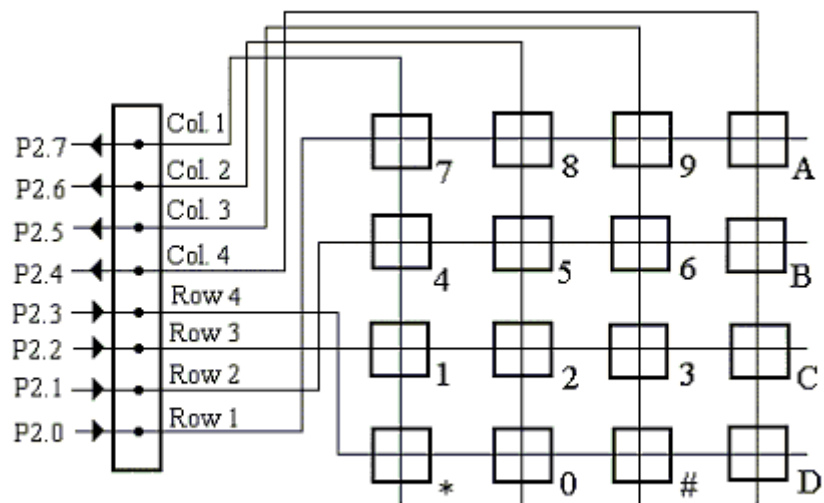 P2.7
P2.6
P2.5
P2.4
P2.3
P2.2
P2.1
P2.0
Col. 1
Col. 2
Col. 3
Col. 4
Row 4
Row 3
Row 2
Row 1
7 8 9 A
4 5 6 B
1 2 3 C
* 0 # D